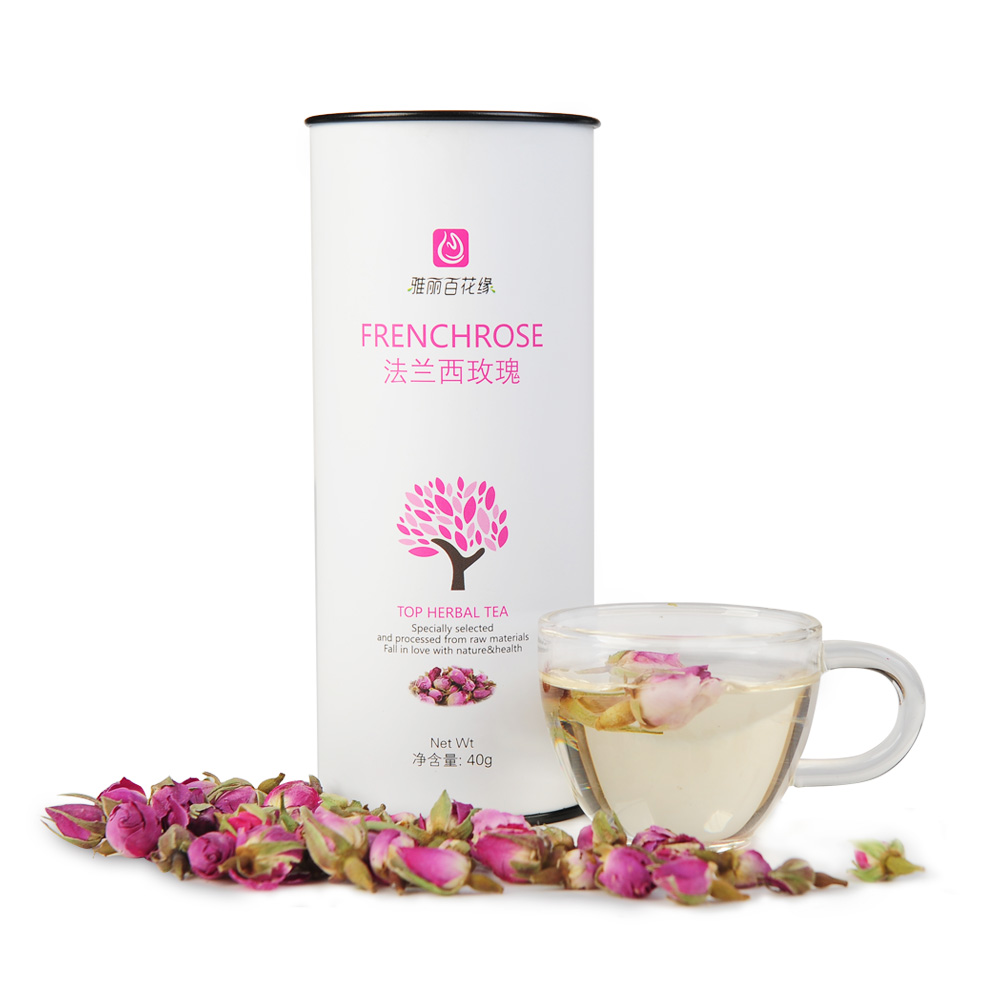 雅丽百花缘
FRENCHROSE
法兰西玫瑰
TOP HERBAL TEA
Specially selected
and processed from raw materials
Fall in love with nature&health
Net Wt
净含量: 40g